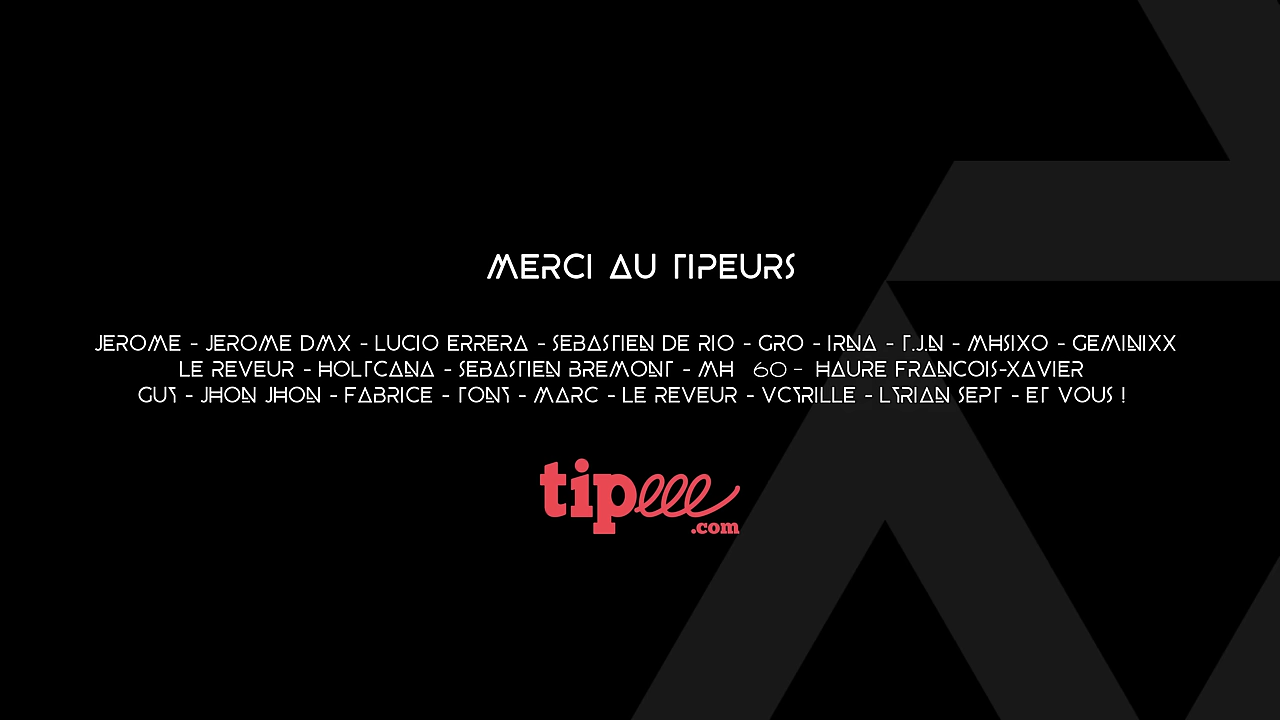 MERCI AU TIPEURS
JEROME - JEROME DMX - LUCIO ERRERA - SEBASTIEN DE RIO - GRO - IRNA - T.J.N - MHSIXO - GEMINIXX
LE REVEUR - HOLTCANA - SEBASTIEN BREMONT - MH 60 - HAURE FRANCOIS-XAVIER
GUY - JHON JHON - FABRICE - TONY - MARC - LE REVEUR - VCYRILLE - LYRIAN SEPT - ET VOUS !
tipeee
.com